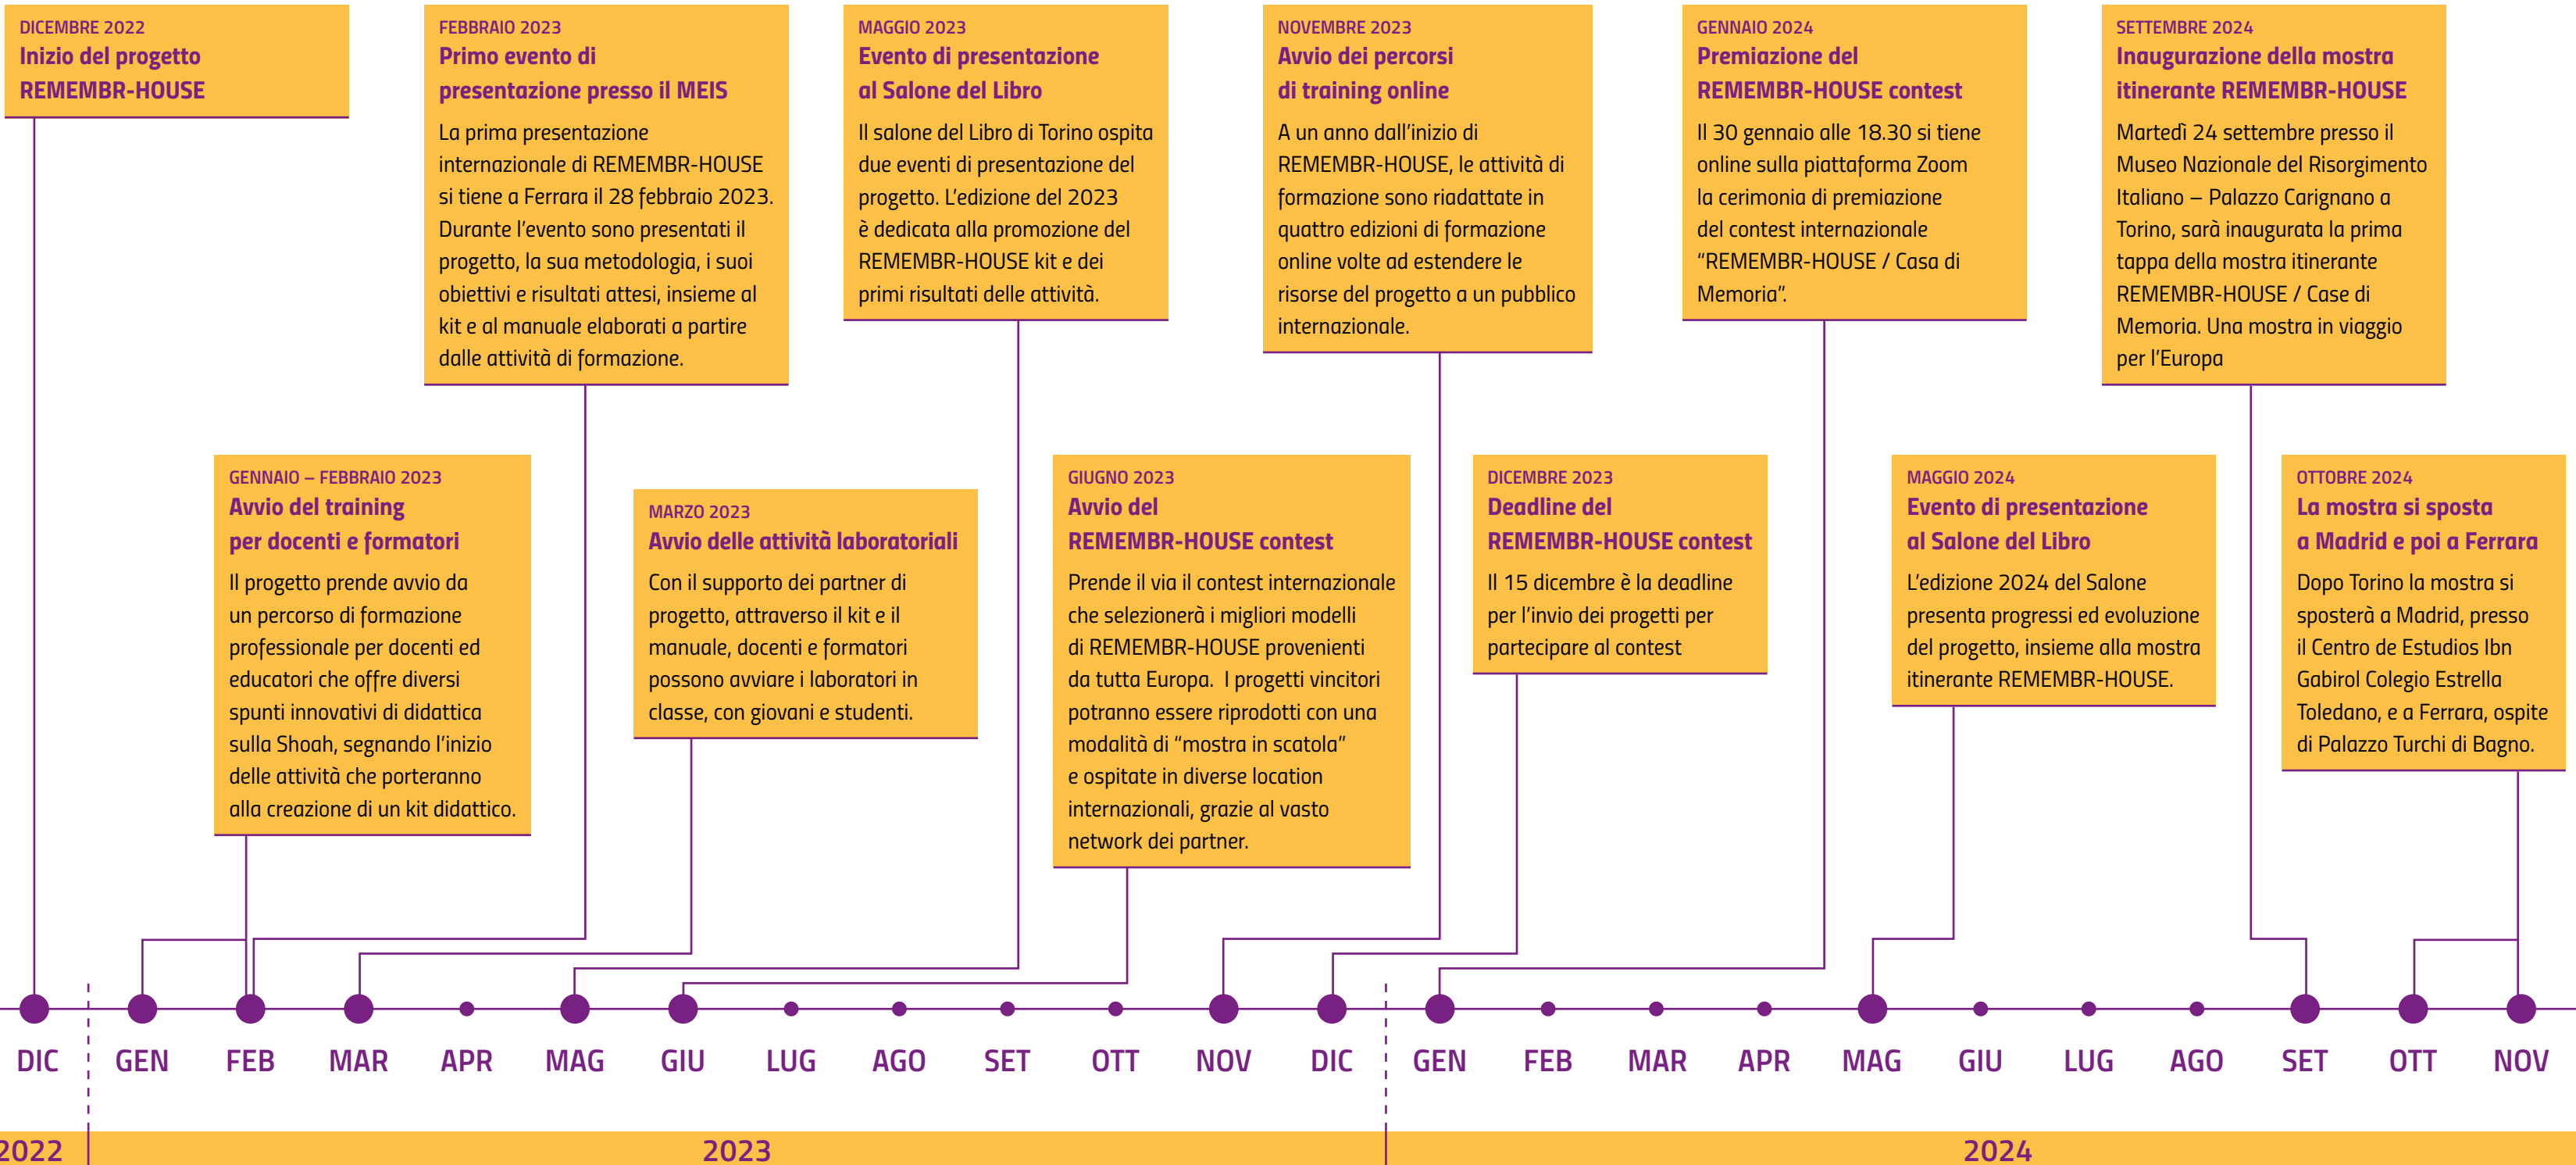 DICEMBRE 2022
Inizio del progetto
REMEMBR-HOUSE
FEBBRAIO 2023
Primo evento di
presentazione presso il MEIS
La prima presentazione
internazionale di REMEMBR-HOUSE
si tiene a Ferrara il 28 febbraio 2023.
Durante l’evento sono presentati il
progetto, la sua metodologia, i suoi
obiettivi e risultati attesi, insieme al
kit e al manuale elaborati a partire
dalle attività di formazione.
MAGGIO 2023
Evento di presentazione
al Salone del Libro
Il salone del Libro di Torino ospita
due eventi di presentazione del
progetto. L’edizione del 2023
è dedicata alla promozione del
REMEMBR-HOUSE kit e dei
primi risultati delle attività.
NOVEMBRE 2023
Avvio dei percorsi
di training online
A un anno dall’inizio di
REMEMBR-HOUSE, le attività di
formazione sono riadattate in
quattro edizioni di formazione
online volte ad estendere le
risorse del progetto a un pubblico
internazionale.
GENNAIO 2024
Premiazione del
REMEMBR-HOUSE contest
Il 30 gennaio alle 18.30 si tiene
online sulla piattaforma Zoom
la cerimonia di premiazione
del contest internazionale
“REMEMBR-HOUSE / Casa di
Memoria”.
SETTEMBRE 2024
Inaugurazione della mostra
itinerante REMEMBR-HOUSE
Martedì 24 settembre presso il
Museo Nazionale del Risorgimento
Italiano – Palazzo Carignano a
Torino, sarà inaugurata la prima
tappa della mostra itinerante
REMEMBR-HOUSE / Case di
Memoria. Una mostra in viaggio
per l’Europa
GENNAIO – FEBBRAIO 2023
Avvio del training
per docenti e formatori
Il progetto prende avvio da
un percorso di formazione
professionale per docenti ed
educatori che offre diversi
spunti innovativi di didattica
sulla Shoah, segnando l’inizio
delle attività che porteranno
alla creazione di un kit didattico.
MARZO 2023
Avvio delle attività laboratoriali
Con il supporto dei partner di
progetto, attraverso il kit e il
manuale, docenti e formatori
possono avviare i laboratori in
classe, con giovani e studenti.
GIUGNO 2023
Avvio del
REMEMBR-HOUSE contest
Prende il via il contest internazionale
che selezionerà i migliori modelli
di REMEMBR-HOUSE provenienti
da tutta Europa.  I progetti vincitori
potranno essere riprodotti con una
modalità di “mostra in scatola”
e ospitate in diverse location
internazionali, grazie al vasto
network dei partner.
DICEMBRE 2023
Deadline del
REMEMBR-HOUSE contest
Il 15 dicembre è la deadline
per l’invio dei progetti per
partecipare al contest
MAGGIO 2024
Evento di presentazione
al Salone del Libro
L’edizione 2024 del Salone
presenta progressi ed evoluzione
del progetto, insieme alla mostra
itinerante REMEMBR-HOUSE.
OTTOBRE 2024
La mostra si sposta
a Madrid e poi a Ferrara
Dopo Torino la mostra si
sposterà a Madrid, presso
il Centro de Estudios Ibn
Gabirol Colegio Estrella
Toledano, e a Ferrara, ospite
di Palazzo Turchi di Bagno.
DIC GEN FEB MAR APR MAG GIU LUG AGO SET OTT NOV DIC GEN FEB MAR APR MAG GIU LUG AGO SET OTT NOV
2022 2023 2024